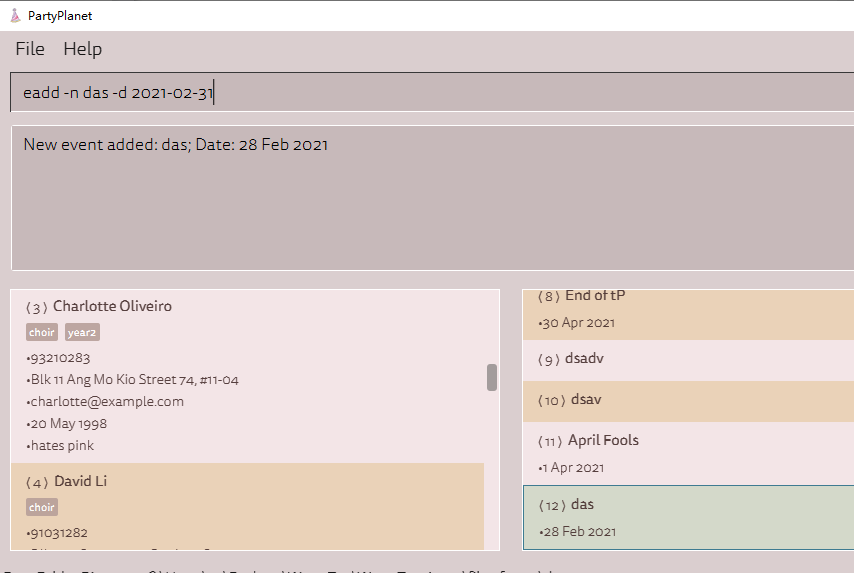 PartyPlanet
File Help
eadd -n das -d 2021-02-31
New event added: das; Date: 28 Feb 2021
(3) Charlotte Oliveiro
choir year2
•93210283
•Blk 11 Ang Mo Kio Street 74, #11-04
•charlotte@example.com
•20 May 1998
•hates pink
(4) David Li
choir
•91031282
(8) End of tP
•30 Apr 2021
(9) dsadv
(10) dsav
(11) April Fools
•1 Apr 2021
(12) das
•28 Feb 2021